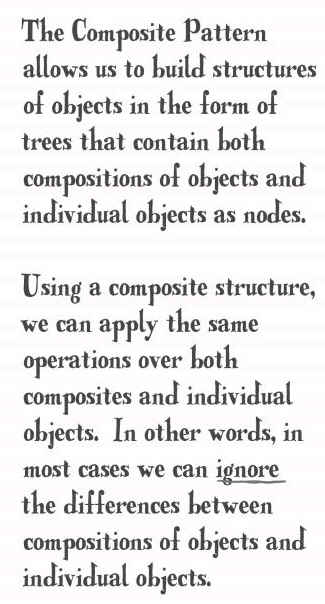 The Composite Pattern
allows us to build structures
of objects in the form of
trees that contain both
compositions of objects and
individual objects as nodes.
Using a composite structure,
we can apply the same
operations over both
composites and individual
objects.  In other words, in
most cases we can ignore
the differences between
compositions of objects and
individual objects.